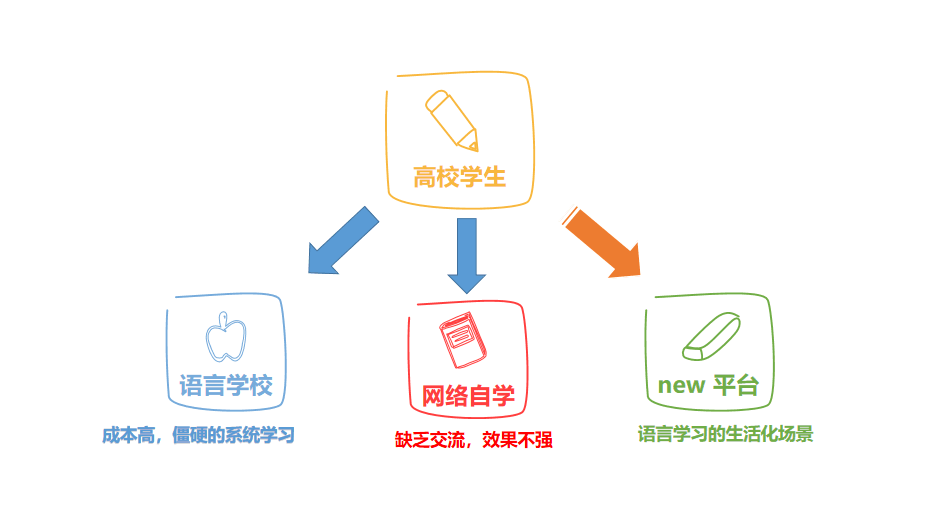 高校学生
语言学校
网络自学
new 平台
成本高，僵硬的系统学习
缺乏交流，效果不强
语言学习的生活化场景